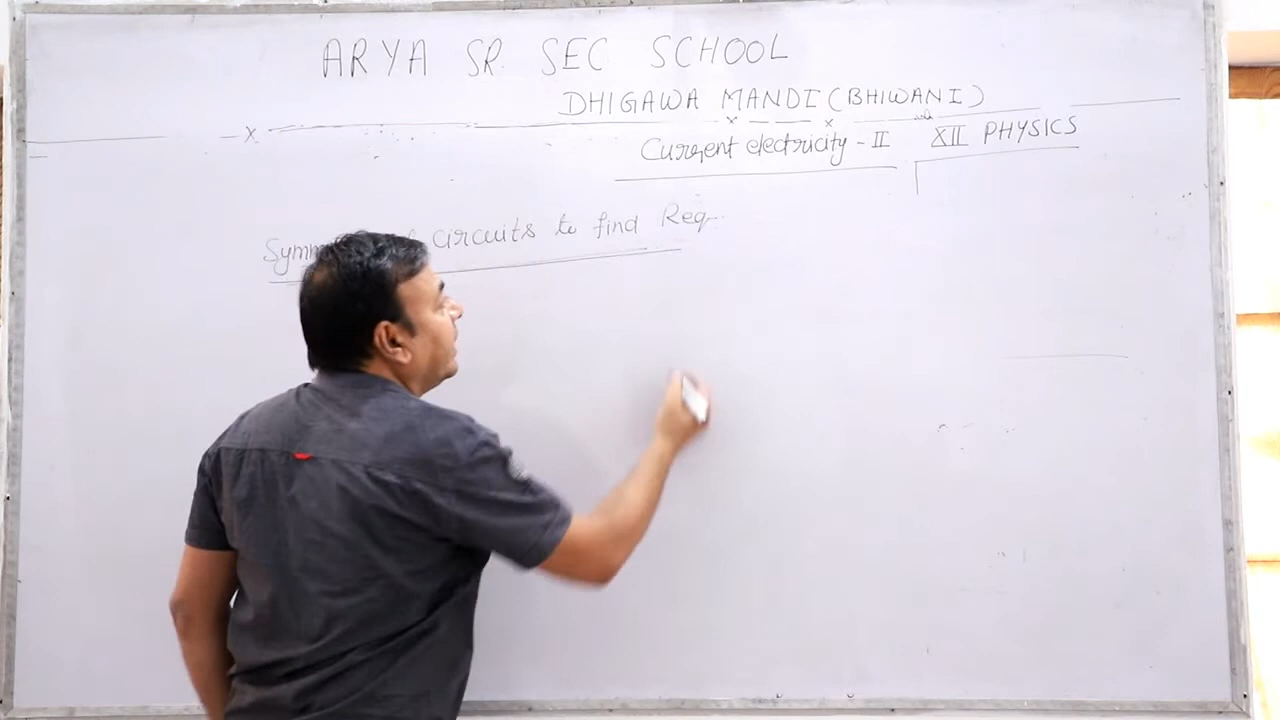 ARYA SR. SEC SCHOOL
DHIGAWA MANDI (BHIWANI)
Current electricity - II XII PHYSICS
circuits to find Req